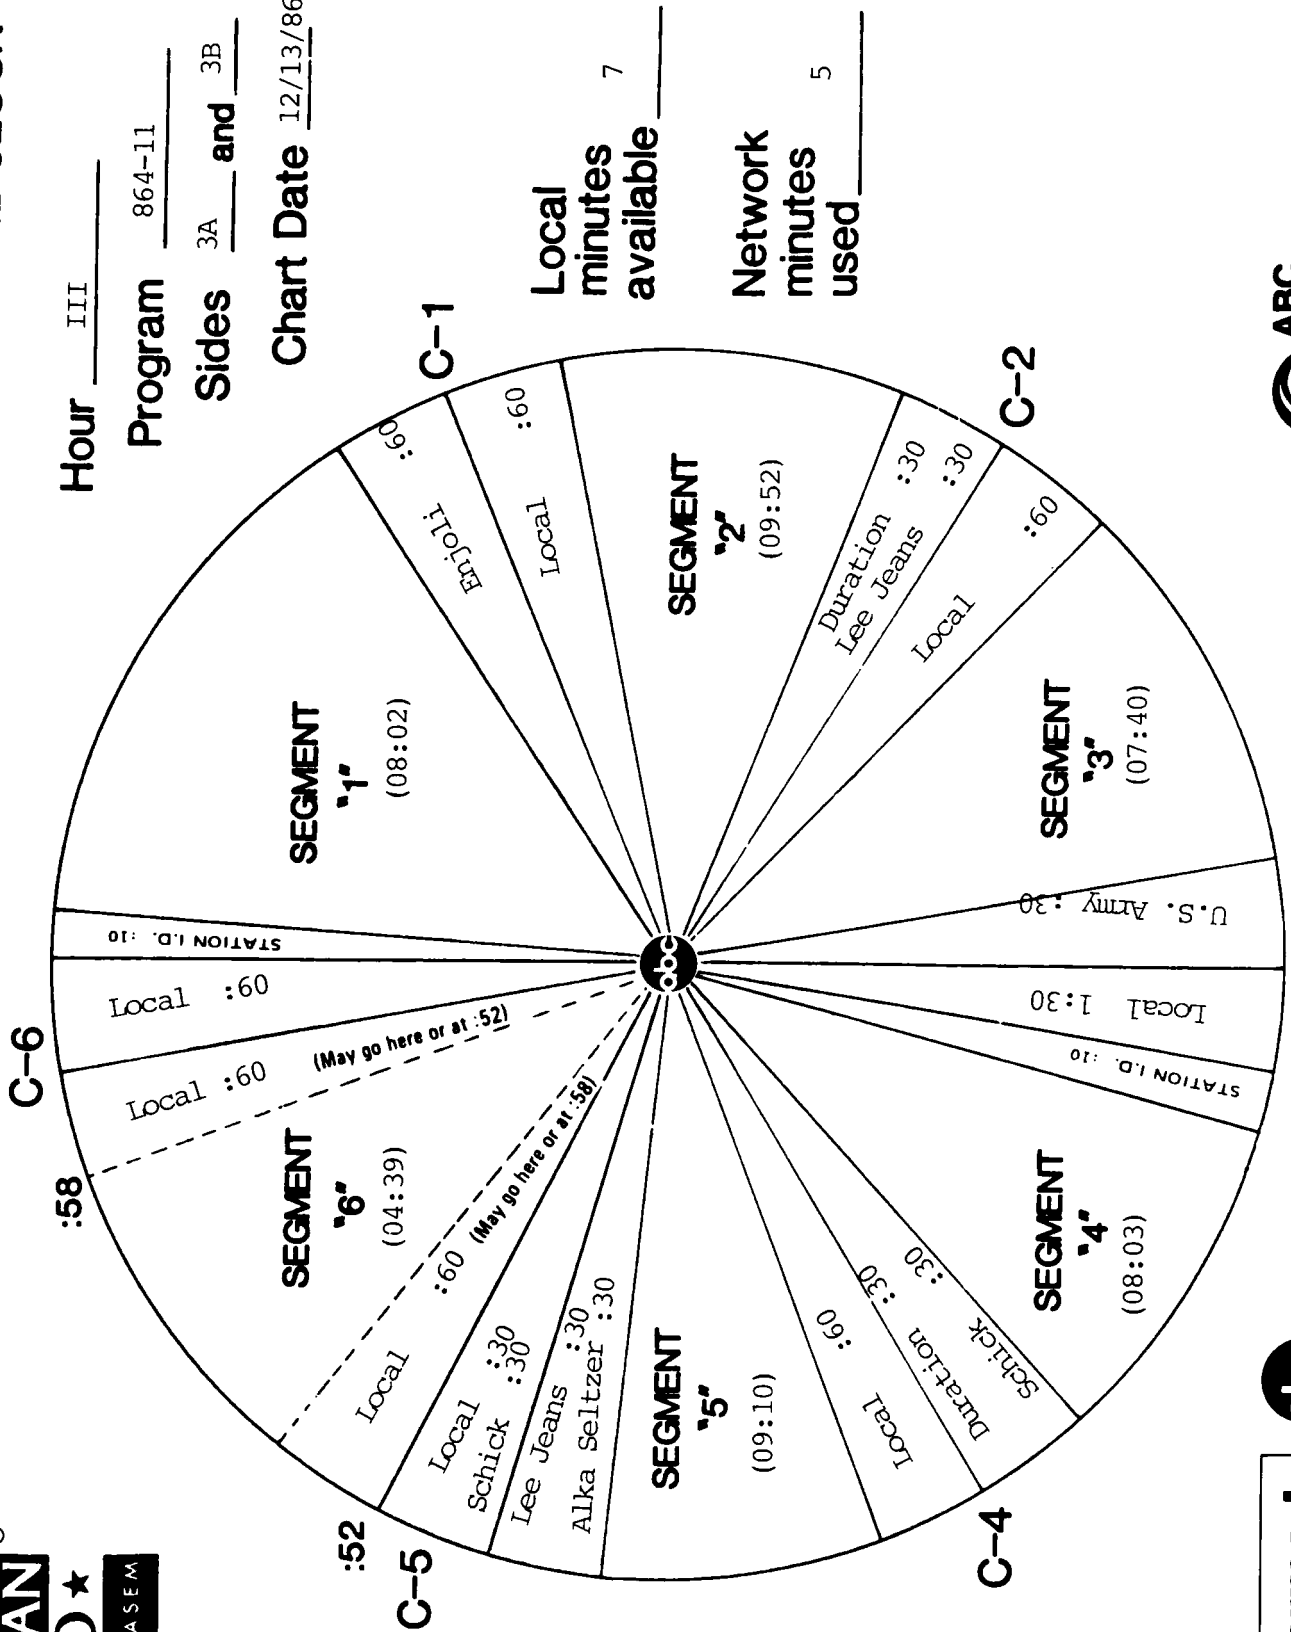 Hour III
Program 864-11
Sides 3A and 3B
Chart Date 12/13/86
Local
minutes
available 7
Network
minutes
used 5
C-1
C-2
C-4
C-5
C-6
:52
:58
SEGMENT
"1"
(08:02)
Enjoli :60
Local :60
SEGMENT
"2"
(09:52)
Duration :30
Lee Jeans :30
Local :60
SEGMENT
"3"
(07:40)
U.S. Army :30
Local 1:30
STATION I.D. :10
SEGMENT
"4"
(08:03)
Schick :30
Duration :30
Local :60
SEGMENT
"5"
(09:10)
Alka Seltzer :30
Lee Jeans :30
Schick :30
Local :30
Local :60 (May go here or at :58)
SEGMENT
"6"
(04:39)
(May go here or at :52)
Local :60
Local :60
STATION I.D. :10
abc
ABC
AN
ASEM